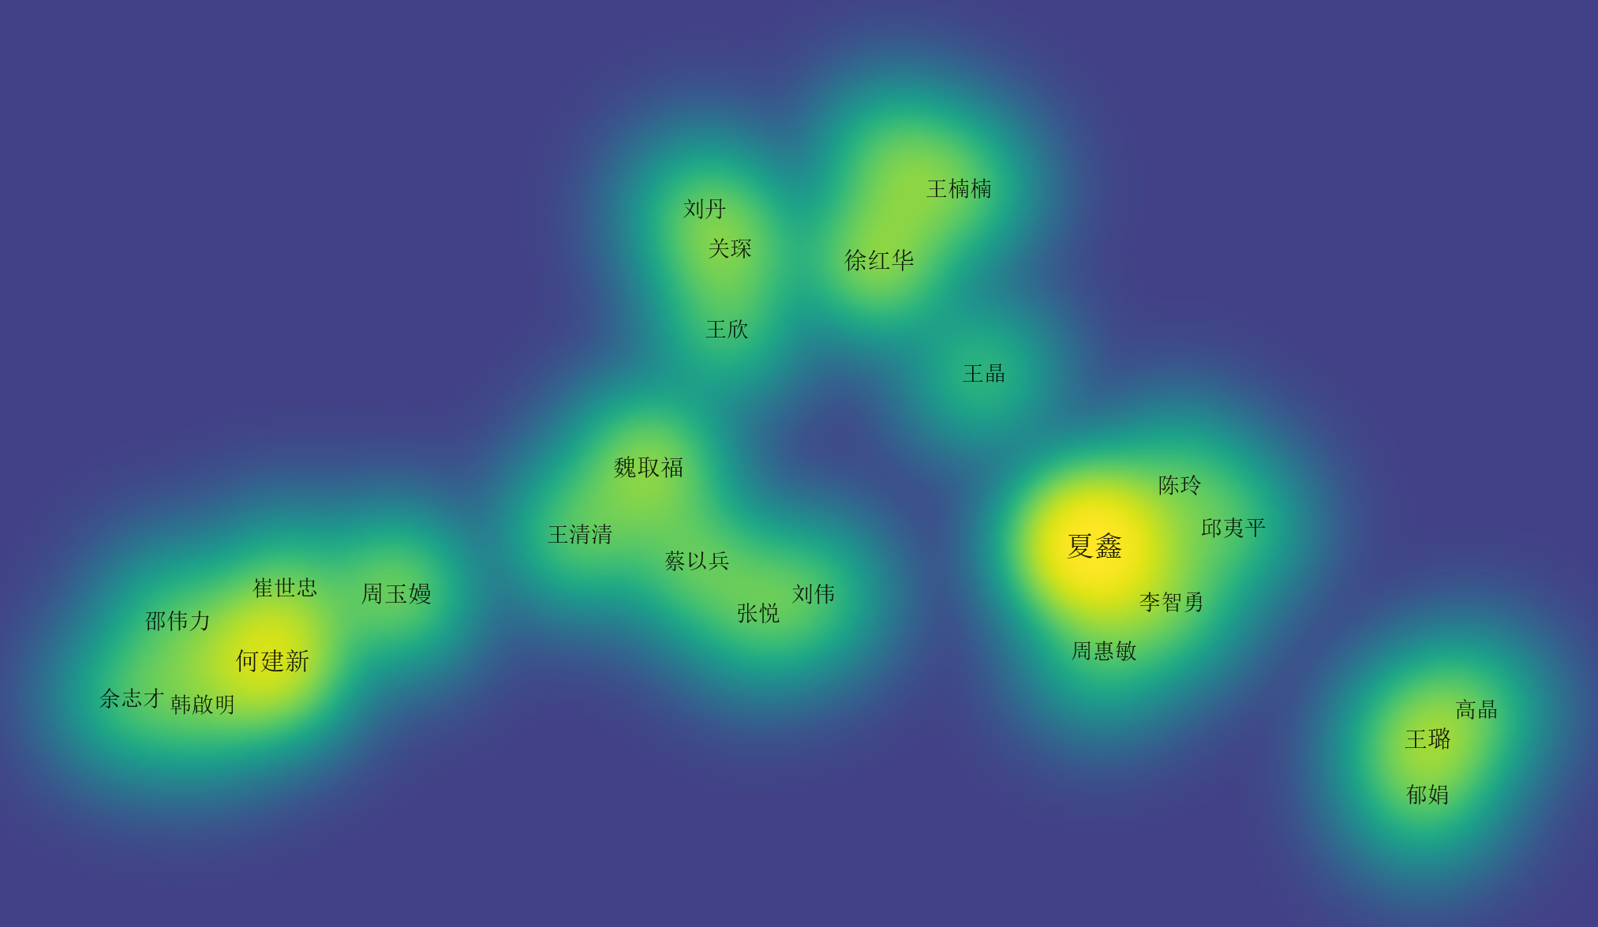 王楠楠
刘丹
关琛
徐红华
王欣
王晶
魏取福
陈玲
邱夷平
王清清
夏鑫
蔡以兵
崔世忠
周玉嫚
刘伟
李智勇
张悦
邵伟力
周惠敏
何建新
余志才
韩啟明
高晶
王璐
郁娟